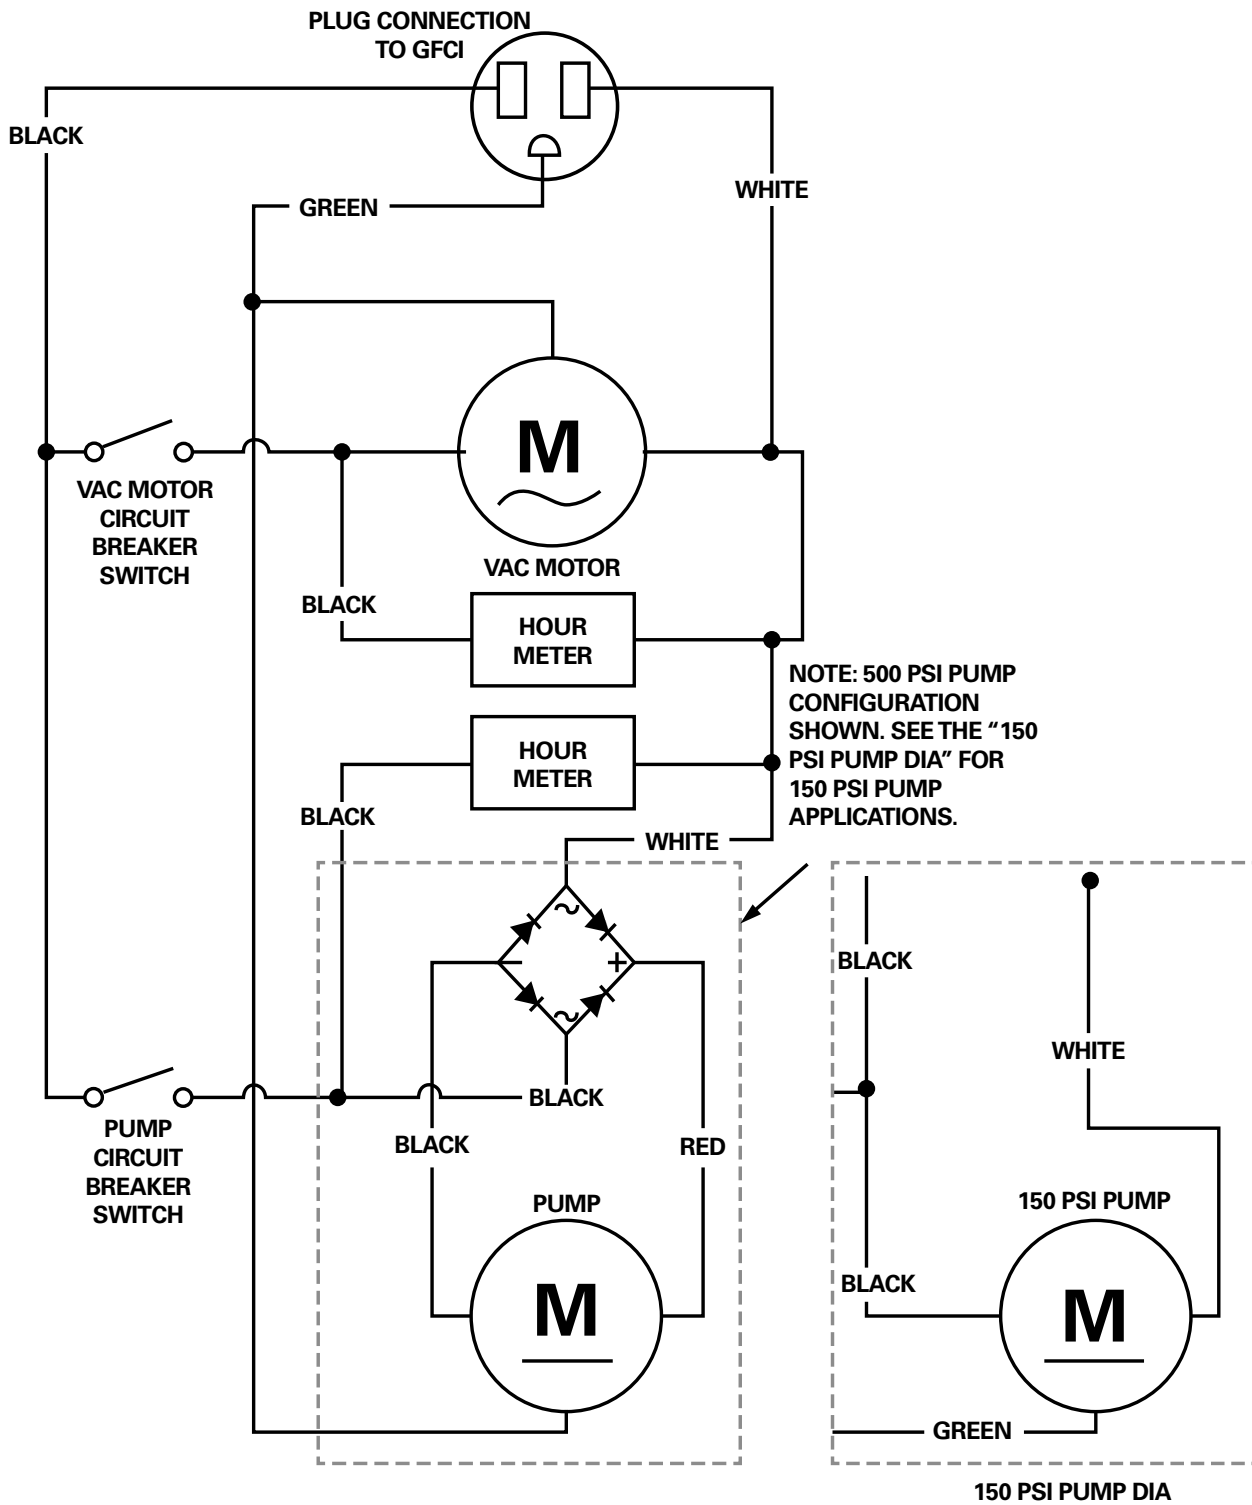 PLUG CONNECTION
TO GFCI
BLACK
WHITE
GREEN
M
VAC MOTOR
CIRCUIT
BREAKER
SWITCH
VAC MOTOR
BLACK
HOUR
METER
NOTE: 500 PSI PUMP
CONFIGURATION
SHOWN. SEE THE “150
PSI PUMP DIA” FOR
150 PSI PUMP
APPLICATIONS.
HOUR
METER
BLACK
WHITE
BLACK
WHITE
BLACK
PUMP
CIRCUIT
BREAKER
SWITCH
BLACK
RED
PUMP
M
150 PSI PUMP
BLACK
M
GREEN
150 PSI PUMP DIA